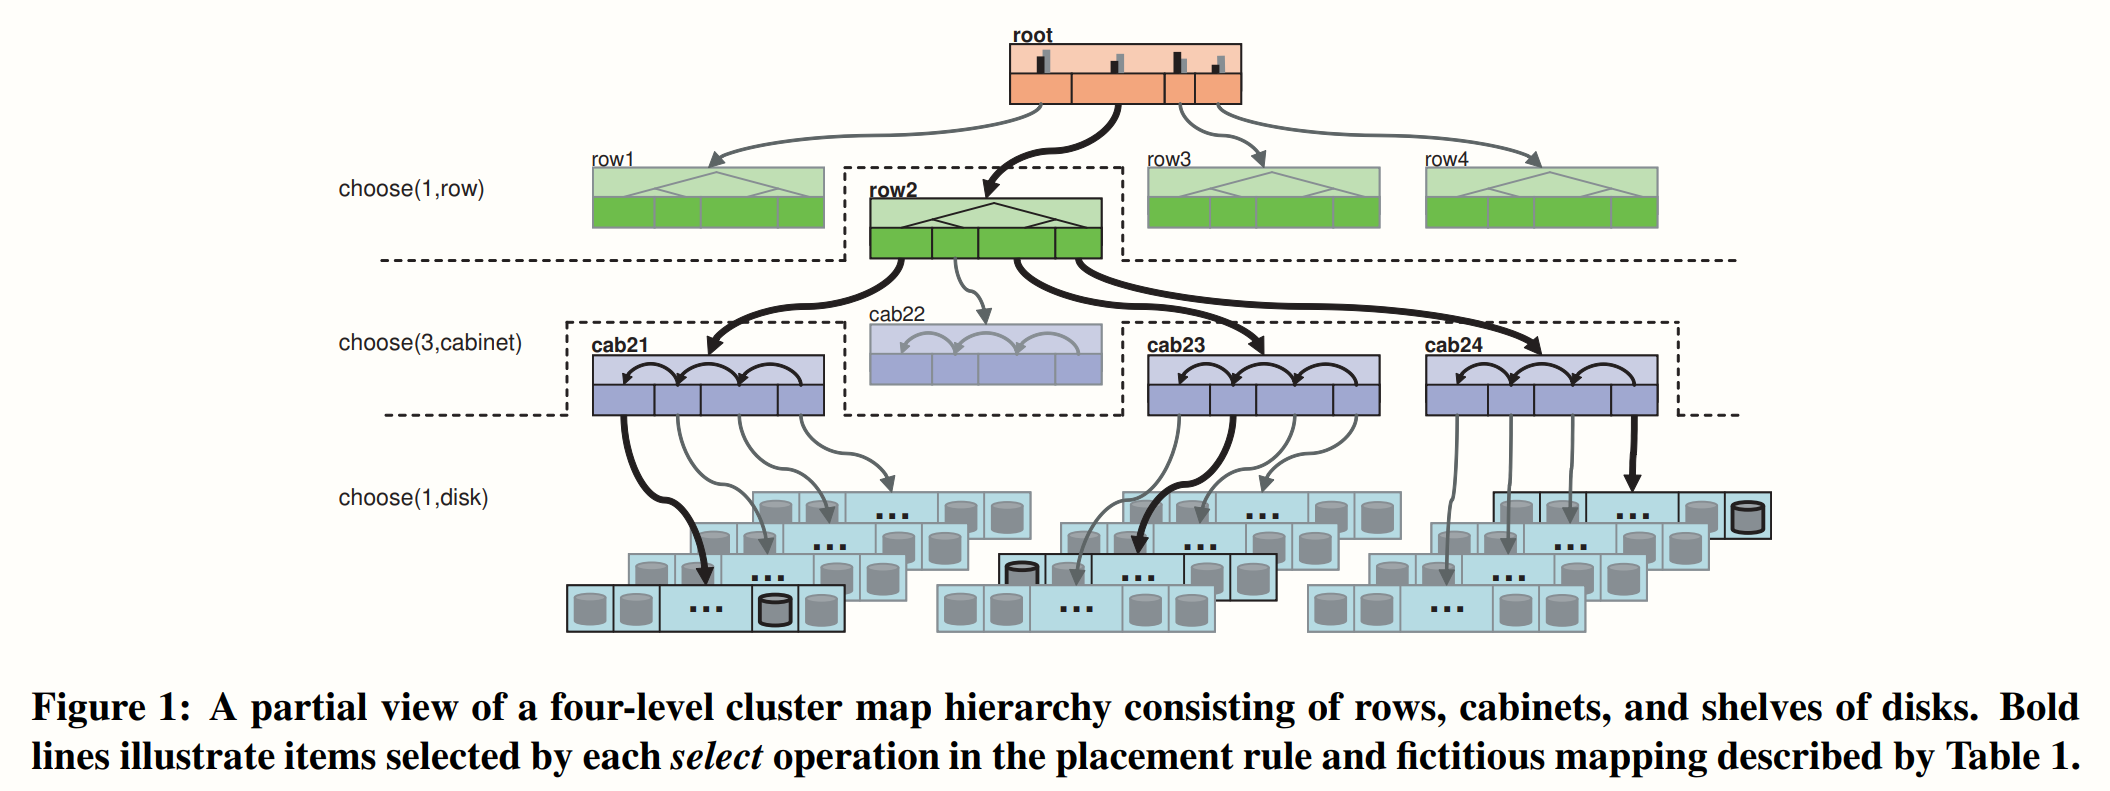 root
row1
row3
row4
choose(1,row)
row2
cab22
choose(3,cabinet)
cab21
cab23
cab24
choose(1,disk)
...
...
...
...
...
...
...
...
...
...
...
...
Figure 1: A partial view of a four-level cluster map hierarchy consisting of rows, cabinets, and shelves of disks. Bold
lines illustrate items selected by each select operation in the placement rule and fictitious mapping described by Table 1.